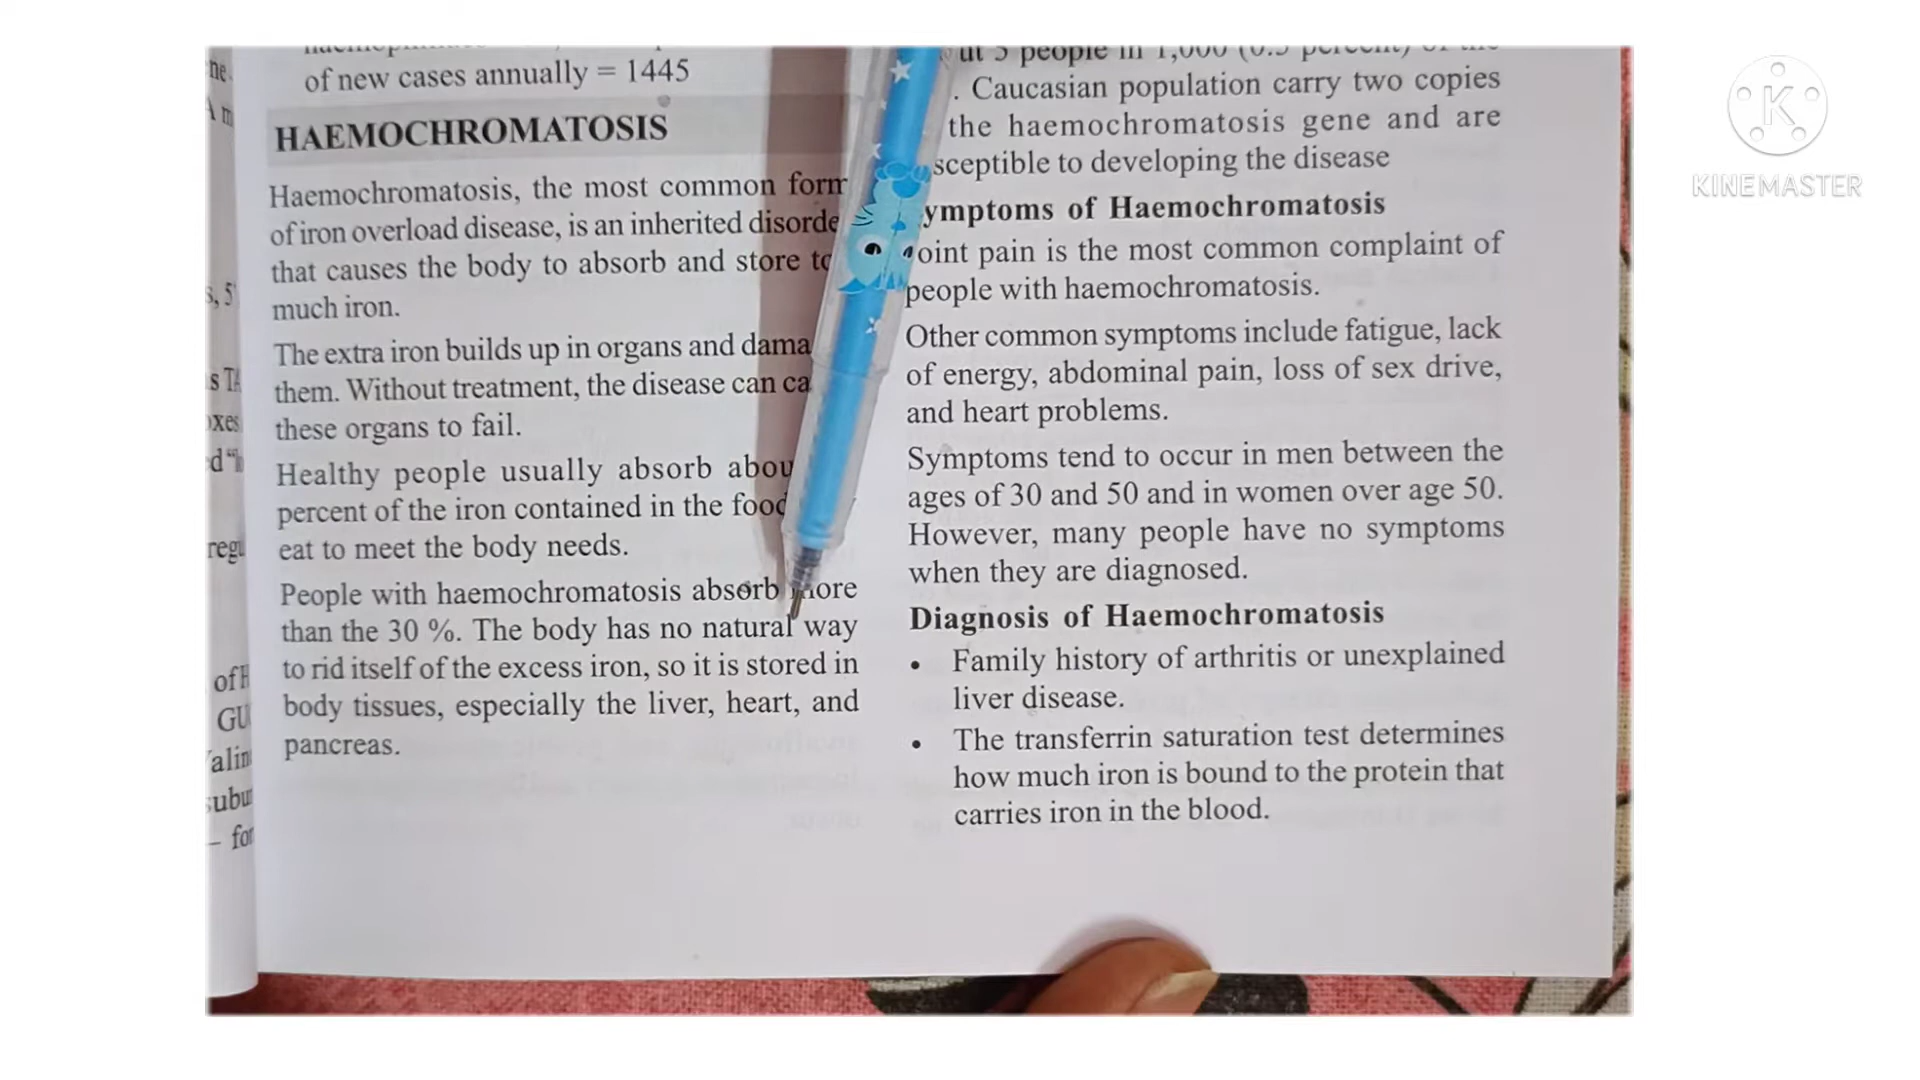 of new cases annually = 1445
HAEMOCHROMATOSIS
Haemochromatosis, the most common form
of iron overload disease, is an inherited
that causes the body to absorb and store
much iron.
The extra iron builds up in organs and
them. Without treatment, the disease can
these organs to fail.
Healthy people usually absorb
percent of the iron contained in the
eat to meet the body needs.
People with haemochromatosis absorb more
than the 30 %. The body has no natural way
to rid itself of the excess iron, so it is stored in
body tissues, especially the liver, heart, and
pancreas.
people in 1,000 (0.5 percent) of the
. Caucasian population carry two copies
the haemochromatosis gene and are
sceptible to developing the disease
ymptoms of Haemochromatosis
oint pain is the most common complaint of
people with haemochromatosis.
Other common symptoms include fatigue, lack
of energy, abdominal pain, loss of sex drive,
and heart problems.
Symptoms tend to occur in men between the
ages of 30 and 50 and in women over age 50.
However, many people have no symptoms
when they are diagnosed.
Diagnosis of Haemochromatosis
• Family history of arthritis or unexplained
liver disease.
• The transferrin saturation test determines
how much iron is bound to the protein that
carries iron in the blood.
K
KINEMASTER